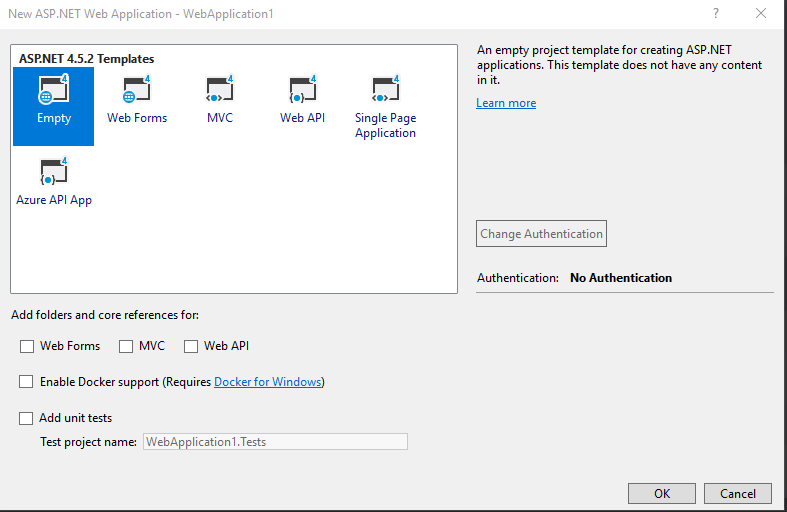 New ASP.NET Web Application - WebApplication1
?
ASP.NET 4.5.2 Templates
4
Empty
4
Web Forms
4
MVC
4
Web API
4
Single Page
Application
4
Azure API App
An empty project template for creating ASP.NET
applications. This template does not have any content
in it.
Learn more
Change Authentication
Authentication: No Authentication
Add folders and core references for:
Web Forms MVC Web API
Enable Docker support (Requires Docker for Windows)
Add unit tests
Test project name: WebApplication1.Tests
OK Cancel